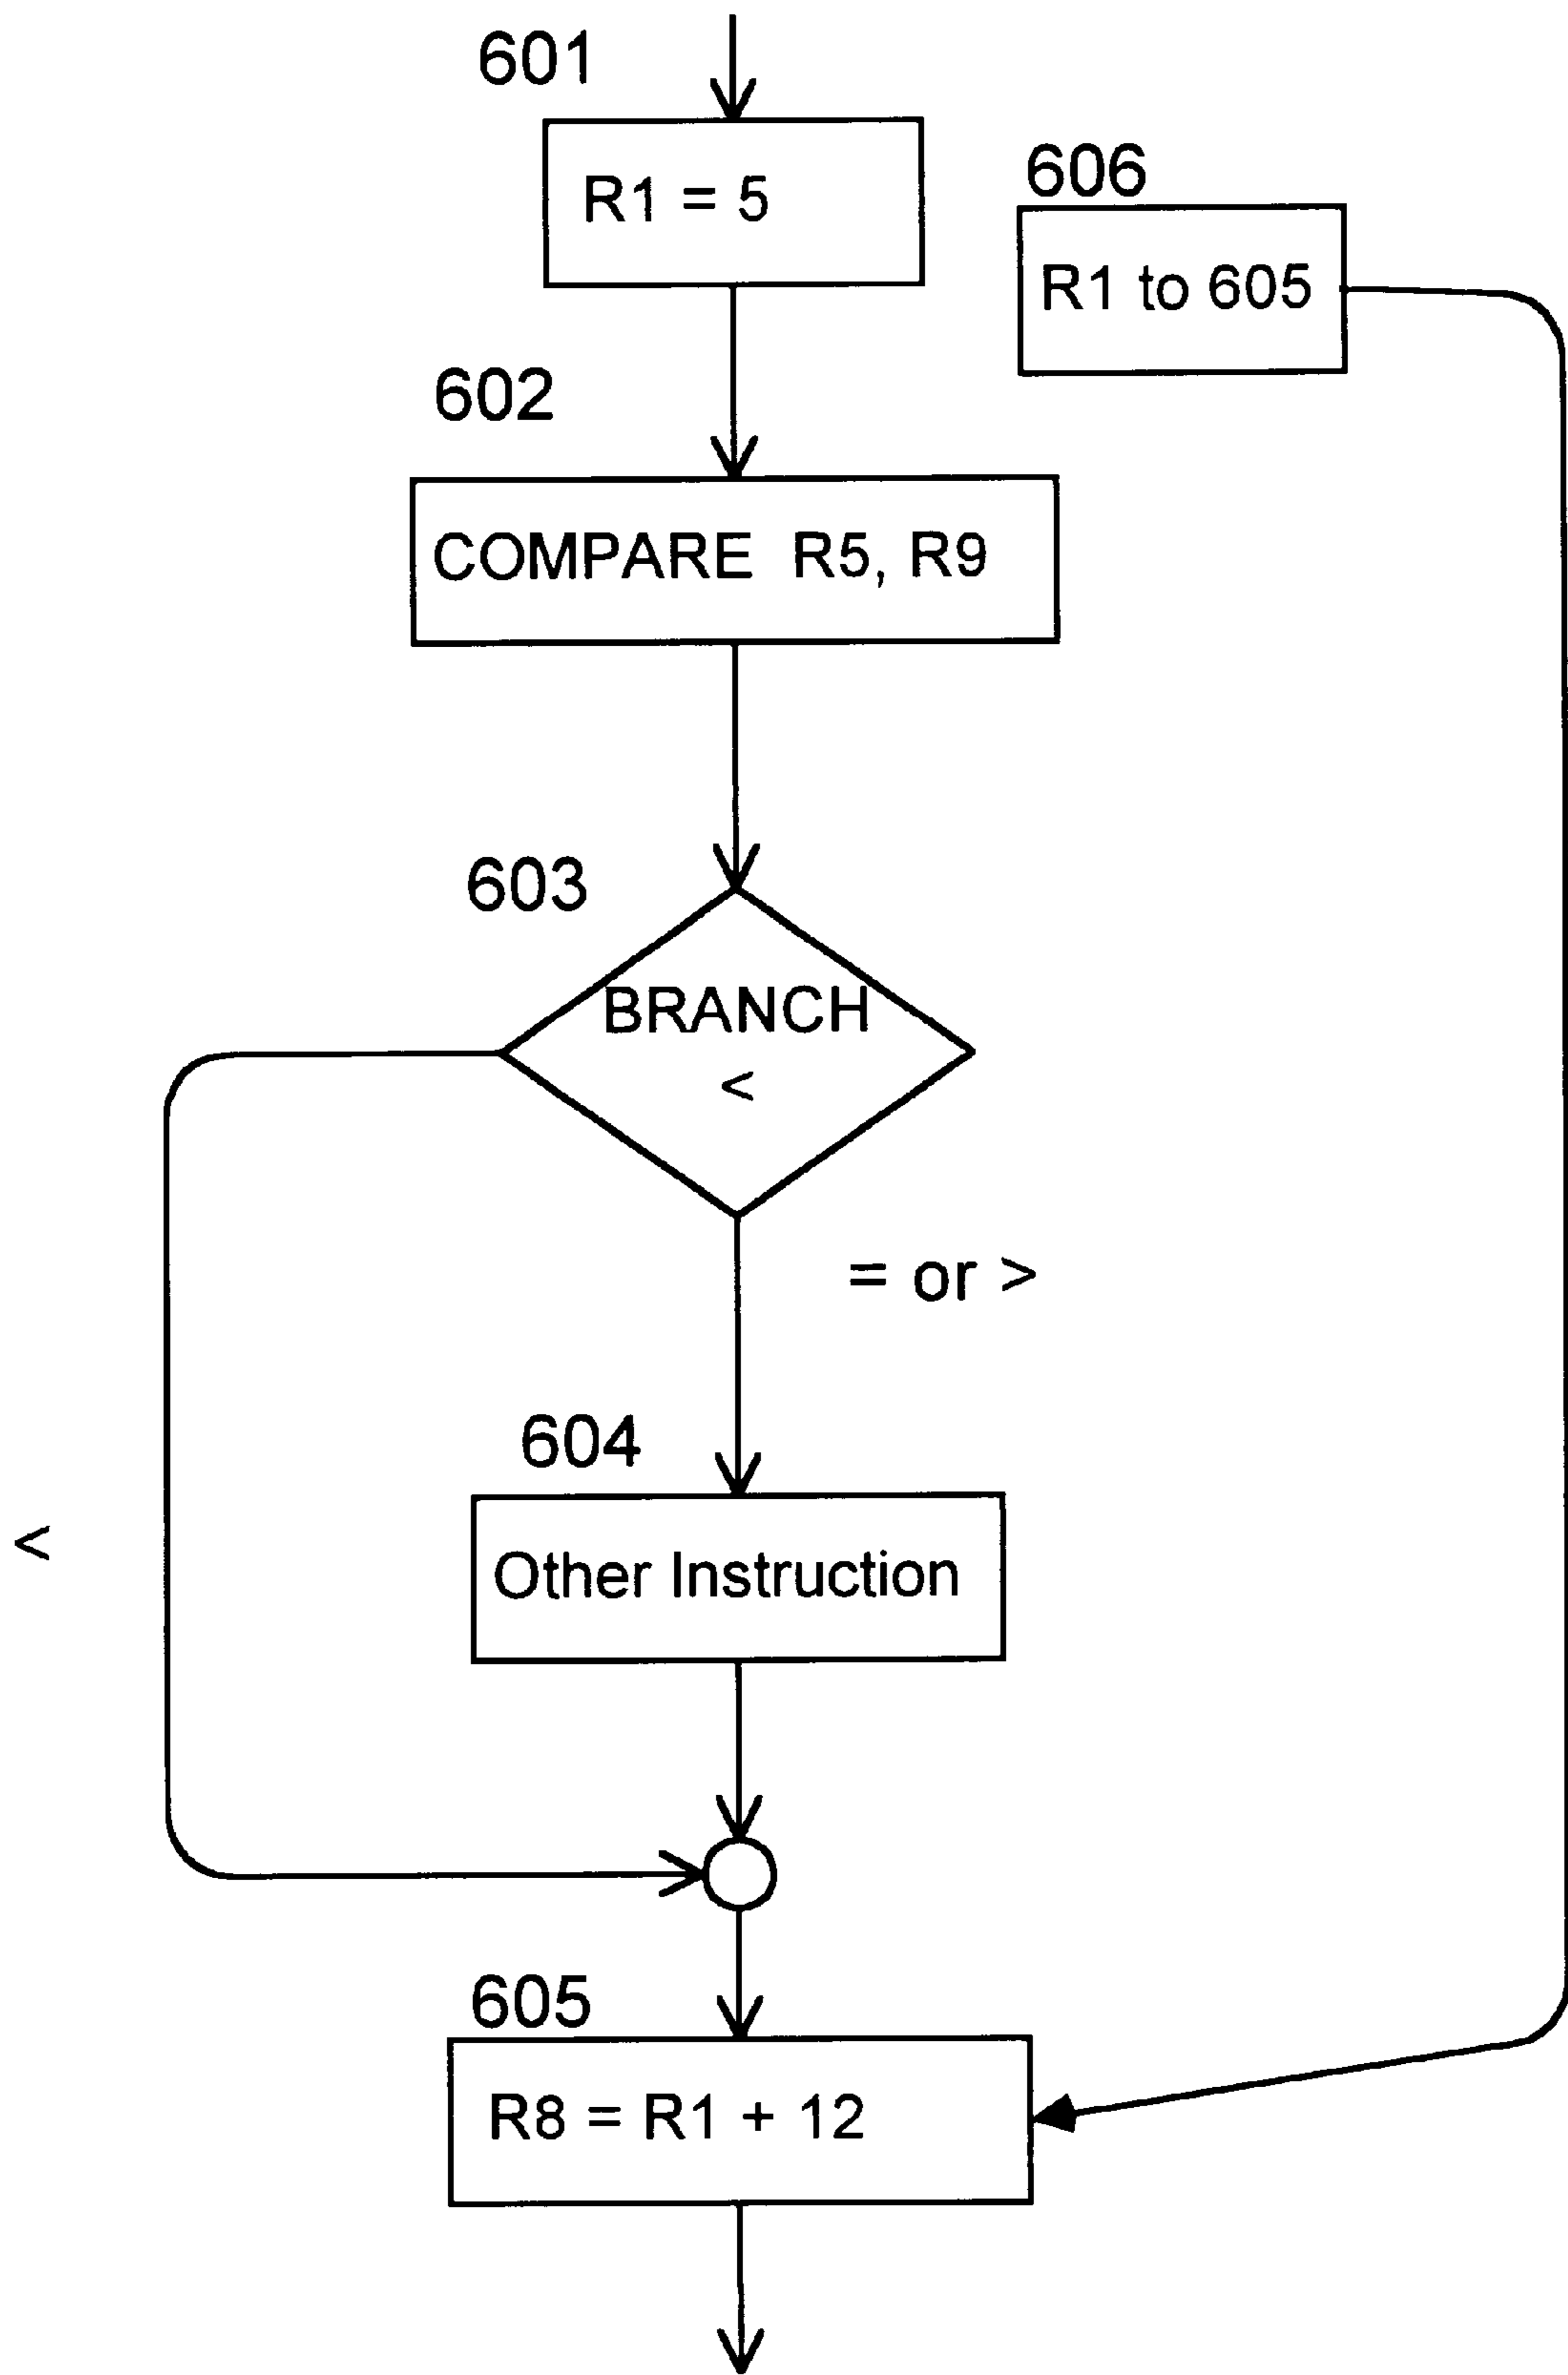 601
R1 = 5
606
R1 to 605
602
COMPARE R5, R9
603
BRANCH
<
= or >
604
<
Other Instruction
605
R8 = R1 + 12